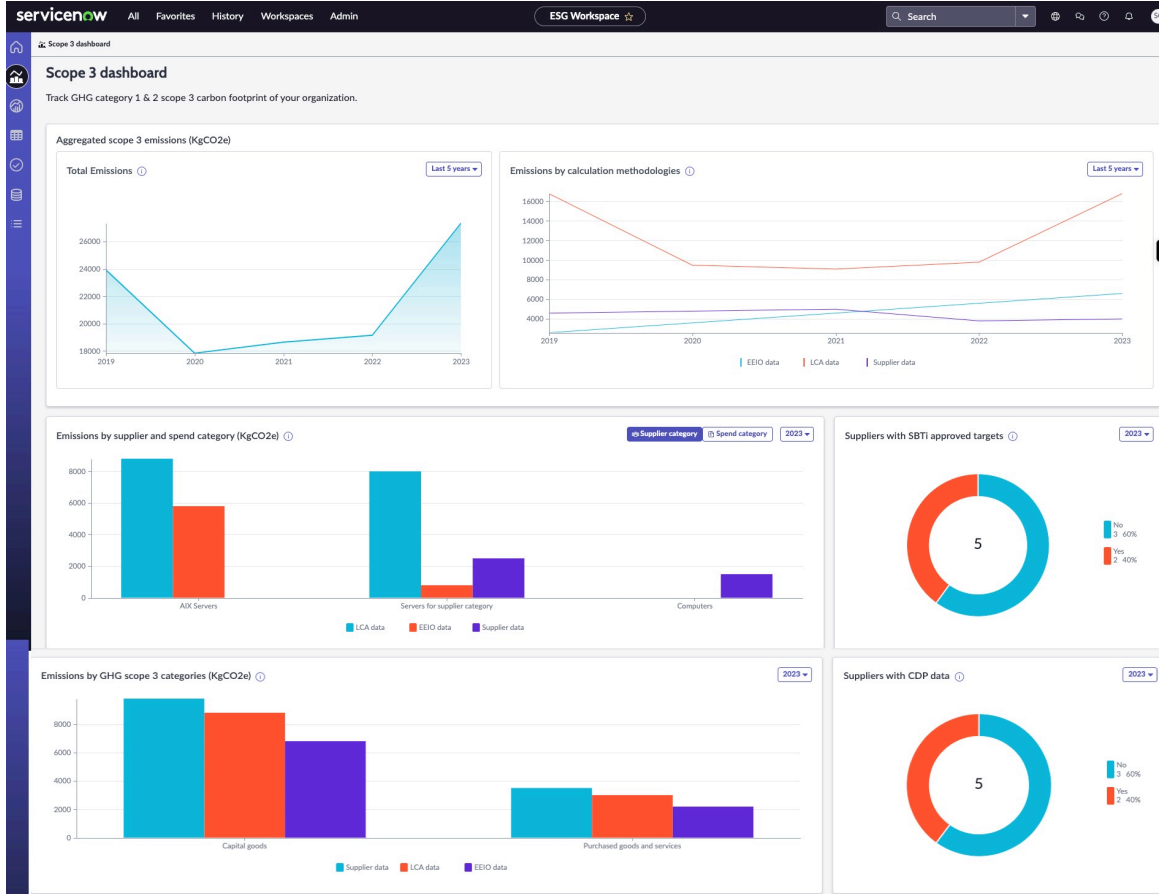 servicenow All Favorites History Workspaces Admin ESG Workspace Search
Scope 3 dashboard
Scope 3 dashboard
Track GHG category 1 & 2 scope 3 carbon footprint of your organization.
Aggregated scope 3 emissions (KgCO2e)
Total Emissions Last 5 years
26000
24000
22000
20000
18000
2019 2020 2021 2022 2023
Emissions by calculation methodologies Last 5 years
16000
14000
12000
10000
8000
6000
4000
2019 2020 2021 2022 2023
EEIO data LCA data Supplier data
Emissions by supplier and spend category (KgCO2e) Supplier category Spend category 2023
8000
6000
4000
2000
0
AIX Servers Servers for supplier category Computers
LCA data EEIO data Supplier data
Suppliers with SBTi approved targets 2023
5
No
3 60%
Yes
2 40%
Emissions by GHG scope 3 categories (KgCO2e) 2023
8000
6000
4000
2000
0
Capital goods Purchased goods and services
Supplier data LCA data EEIO data
Suppliers with CDP data 2023
5
No
3 60%
Yes
2 40%